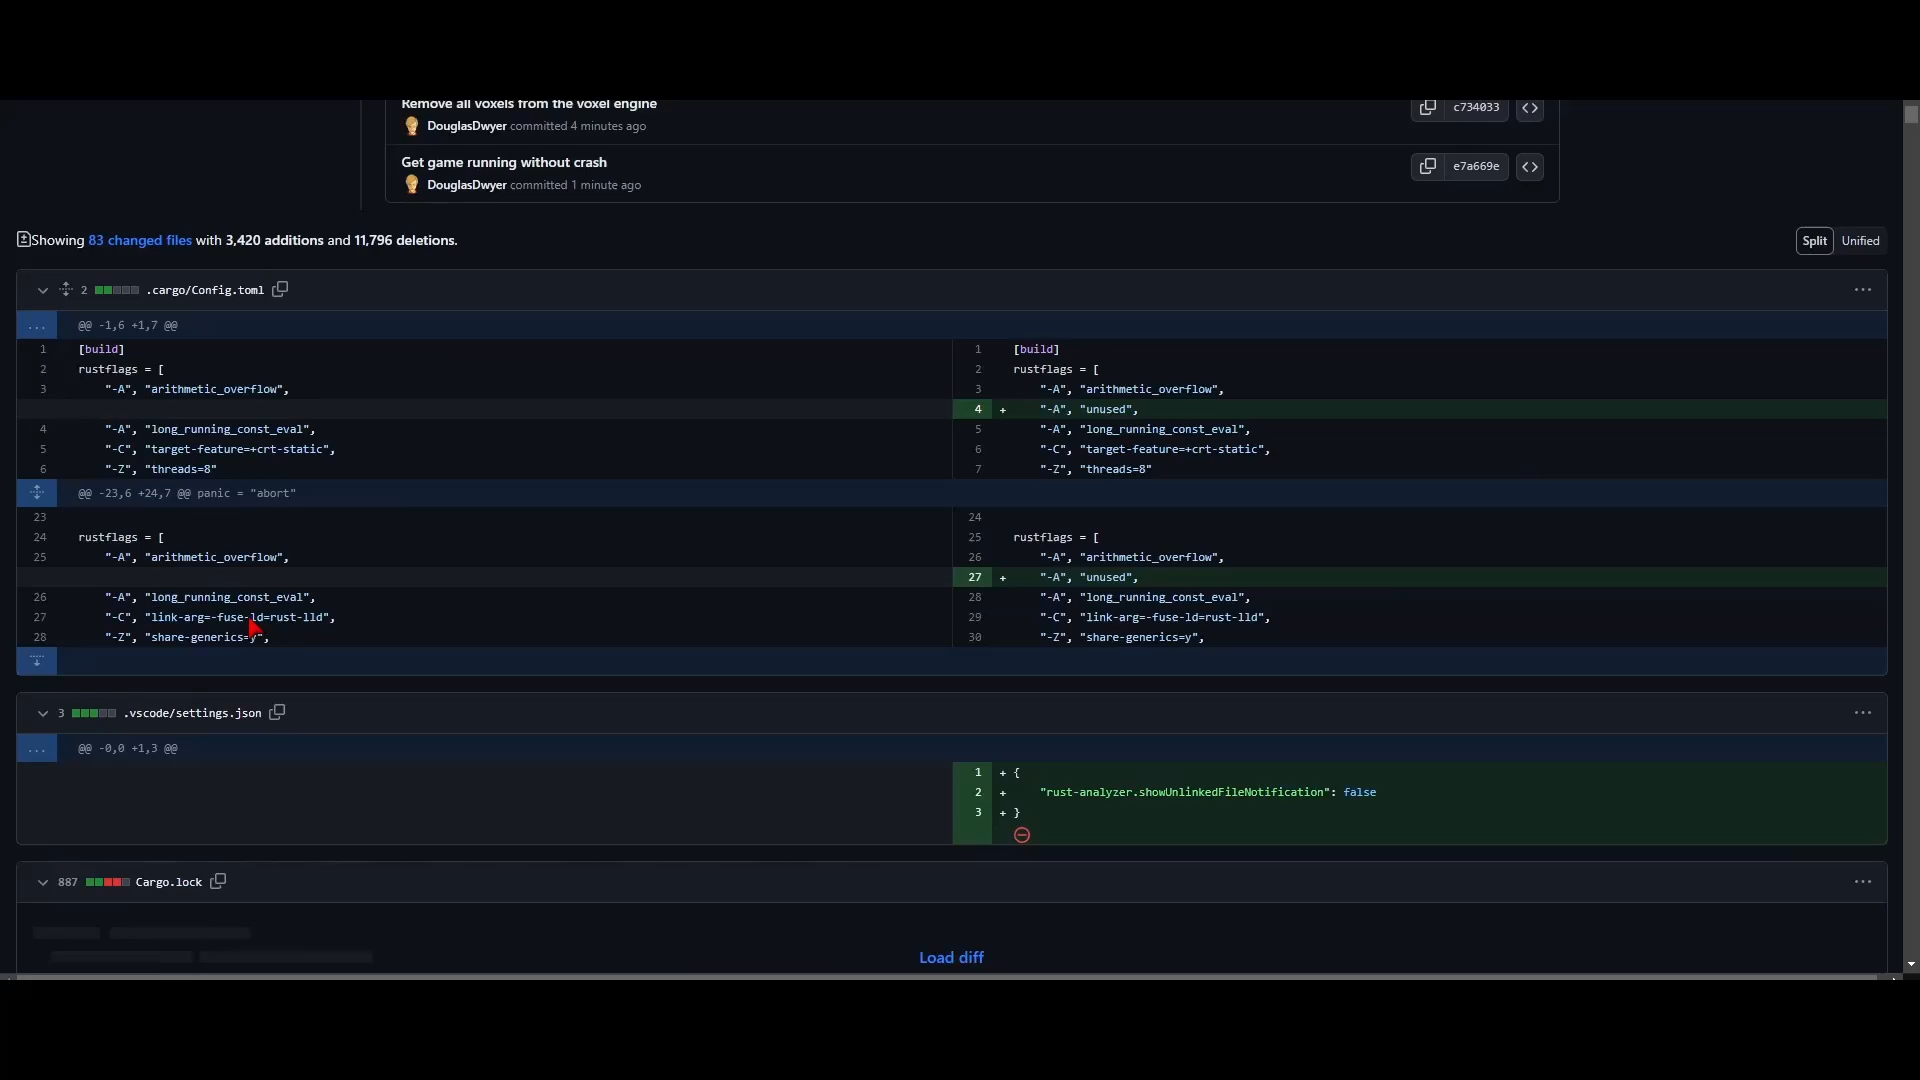 Remove all voxels from the voxel engine
c734033
DouglasDwyer committed 4 minutes ago
Get game running without crash
e7a669e
DouglasDwyer committed 1 minute ago
Showing 83 changed files with 3,420 additions and 11,796 deletions.
Split Unified
2 .cargo/Config.toml
... @@ -1,6 +1,7 @@
1 [build] 1 [build]
2 rustflags = [ 2 rustflags = [
3 "-A", "arithmetic_overflow", 3 "-A", "arithmetic_overflow",
4 + "-A", "unused",
4 "-A", "long_running_const_eval", 5 "-A", "long_running_const_eval",
5 "-C", "target-feature=+crt-static", 6 "-C", "target-feature=+crt-static",
6 "-Z", "threads=8" 7 "-Z", "threads=8"
@@ -23,6 +24,7 @@ panic = "abort"
23 24
24 rustflags = [ 25 rustflags = [
25 "-A", "arithmetic_overflow", 26 "-A", "arithmetic_overflow",
27 + "-A", "unused",
26 "-A", "long_running_const_eval", 28 "-A", "long_running_const_eval",
27 "-C", "link-arg=-fuse-ld=rust-lld", 29 "-C", "link-arg=-fuse-ld=rust-lld",
28 "-Z", "share-generics=y", 30 "-Z", "share-generics=y",
3 .vscode/settings.json
... @@ -0,0 +1,3 @@
1 + {
2 + "rust-analyzer.showUnlinkedFileNotification": false
3 + }
887 Cargo.lock
Load diff